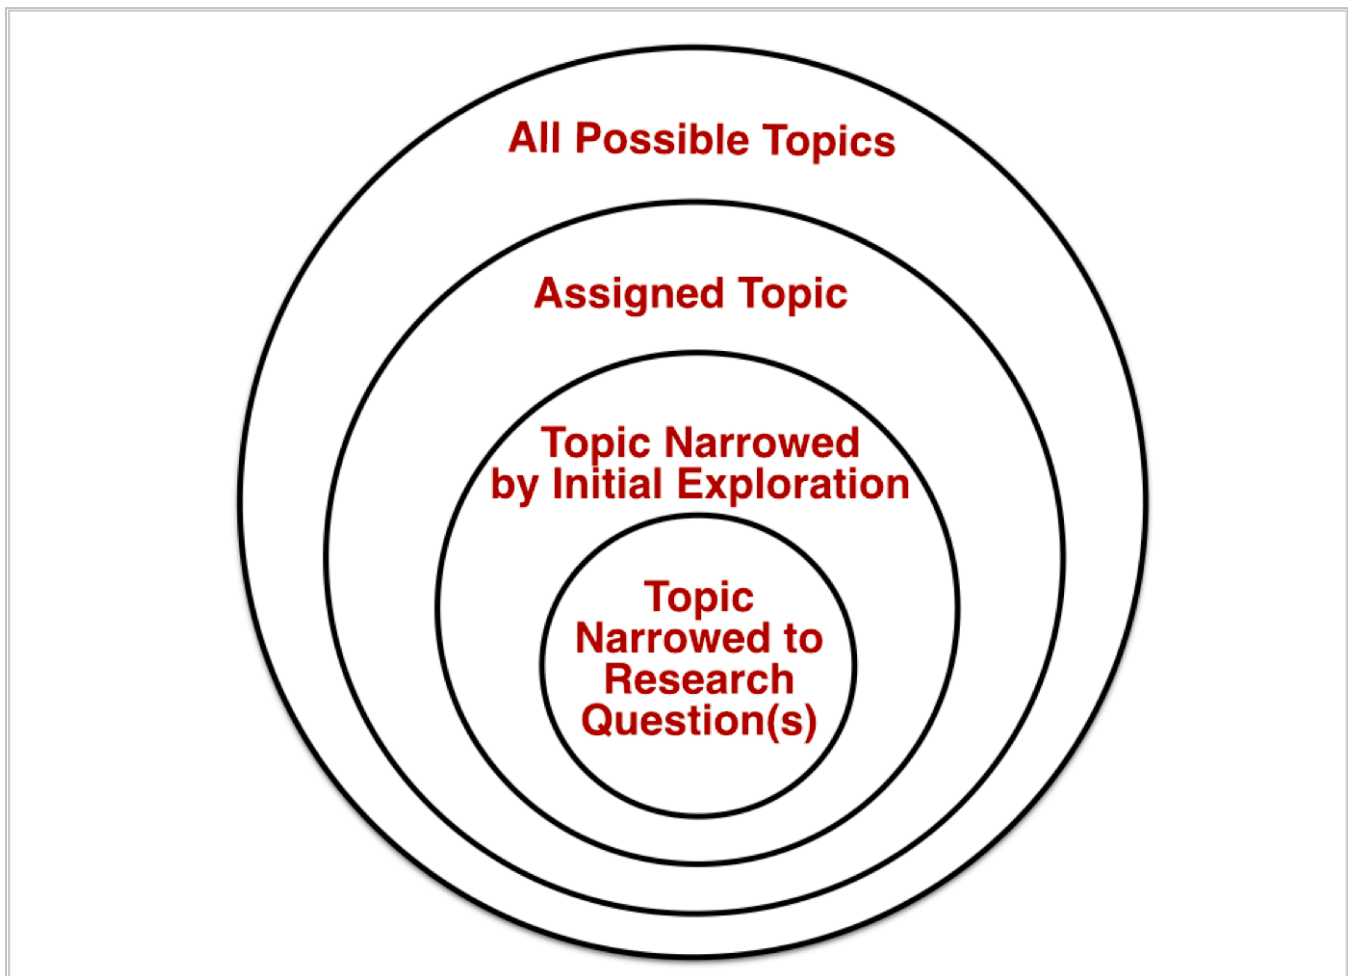 All Possible Topics
Assigned Topic
Topic Narrowed
by Initial Exploration
Topic
Narrowed to
Research
Question(s)